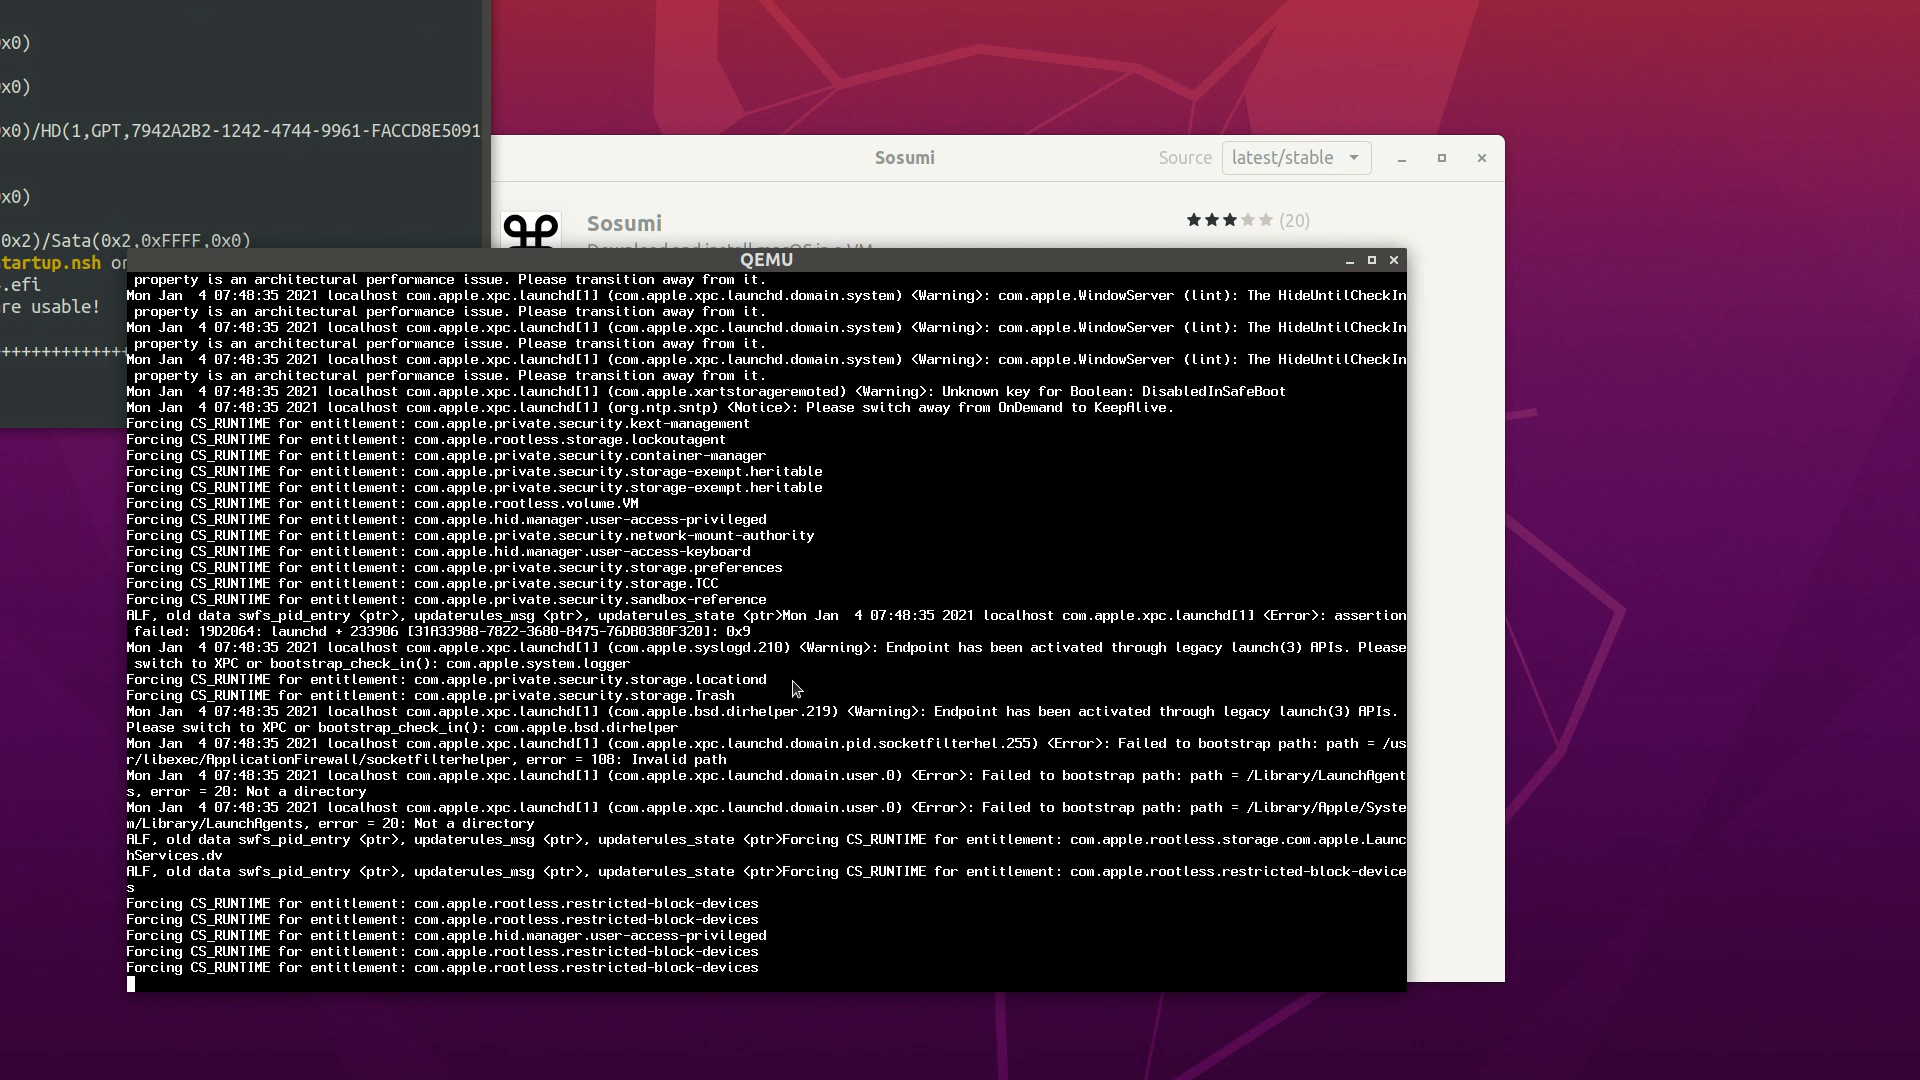 x0)
x0)
x0)/HD(1,GPT,7942A2B2-1242-4744-9961-FACCD8E5091
x0)
0x2)/Sata(0x2,0xFFFF,0x0)
tartup.nsh or
.efi
re usable!
+++++++++++++
Sosumi
Source
latest/stable
Sosumi
(20)
Download and install macOS in a VM
QEMU
property is an architectural performance issue. Please transition away from it.
Mon Jan  4 07:48:35 2021 localhost com.apple.xpc.launchd[1] (com.apple.xpc.launchd.domain.system) <Warning>: com.apple.WindowServer (lint): The HideUntilCheckIn
property is an architectural performance issue. Please transition away from it.
Mon Jan  4 07:48:35 2021 localhost com.apple.xpc.launchd[1] (com.apple.xpc.launchd.domain.system) <Warning>: com.apple.WindowServer (lint): The HideUntilCheckIn
property is an architectural performance issue. Please transition away from it.
Mon Jan  4 07:48:35 2021 localhost com.apple.xpc.launchd[1] (com.apple.xpc.launchd.domain.system) <Warning>: com.apple.WindowServer (lint): The HideUntilCheckIn
property is an architectural performance issue. Please transition away from it.
Mon Jan  4 07:48:35 2021 localhost com.apple.xpc.launchd[1] (com.apple.xartstorageremoted) <Warning>: Unknown key for Boolean: DisabledInSafeBoot
Mon Jan  4 07:48:35 2021 localhost com.apple.xpc.launchd[1] (org.ntp.sntp) <Notice>: Please switch away from OnDemand to KeepAlive.
Forcing CS_RUNTIME for entitlement: com.apple.private.security.kext-management
Forcing CS_RUNTIME for entitlement: com.apple.rootless.storage.lockoutagent
Forcing CS_RUNTIME for entitlement: com.apple.private.security.container-manager
Forcing CS_RUNTIME for entitlement: com.apple.private.security.storage-exempt.heritable
Forcing CS_RUNTIME for entitlement: com.apple.private.security.storage-exempt.heritable
Forcing CS_RUNTIME for entitlement: com.apple.rootless.volume.VM
Forcing CS_RUNTIME for entitlement: com.apple.hid.manager.user-access-privileged
Forcing CS_RUNTIME for entitlement: com.apple.private.security.network-mount-authority
Forcing CS_RUNTIME for entitlement: com.apple.hid.manager.user-access-keyboard
Forcing CS_RUNTIME for entitlement: com.apple.private.security.storage.preferences
Forcing CS_RUNTIME for entitlement: com.apple.private.security.storage.TCC
Forcing CS_RUNTIME for entitlement: com.apple.private.security.sandbox-reference
ALF, old data swfs_pid_entry <ptr>, updaterules_msg <ptr>, updaterules_state <ptr>Mon Jan  4 07:48:35 2021 localhost com.apple.xpc.launchd[1] <Error>: assertion
failed: 19D2064: launchd + 233906 [31A33988-7822-3680-8475-76DB0380F320]: 0x9
Mon Jan  4 07:48:35 2021 localhost com.apple.xpc.launchd[1] (com.apple.syslogd.210) <Warning>: Endpoint has been activated through legacy launch(3) APIs. Please
switch to XPC or bootstrap_check_in(): com.apple.system.logger
Forcing CS_RUNTIME for entitlement: com.apple.private.security.storage.locationd
Forcing CS_RUNTIME for entitlement: com.apple.private.security.storage.Trash
Mon Jan  4 07:48:35 2021 localhost com.apple.xpc.launchd[1] (com.apple.bsd.dirhelper.219) <Warning>: Endpoint has been activated through legacy launch(3) APIs.
Please switch to XPC or bootstrap_check_in(): com.apple.bsd.dirhelper
Mon Jan  4 07:48:35 2021 localhost com.apple.xpc.launchd[1] (com.apple.xpc.launchd.domain.pid.socketfilterhel.255) <Error>: Failed to bootstrap path: path = /us
r/libexec/ApplicationFirewall/socketfilterhelper, error = 108: Invalid path
Mon Jan  4 07:48:35 2021 localhost com.apple.xpc.launchd[1] (com.apple.xpc.launchd.domain.user.0) <Error>: Failed to bootstrap path: path = /Library/LaunchAgent
s, error = 20: Not a directory
Mon Jan  4 07:48:35 2021 localhost com.apple.xpc.launchd[1] (com.apple.xpc.launchd.domain.user.0) <Error>: Failed to bootstrap path: path = /Library/Apple/Syste
m/Library/LaunchAgents, error = 20: Not a directory
ALF, old data swfs_pid_entry <ptr>, updaterules_msg <ptr>, updaterules_state <ptr>Forcing CS_RUNTIME for entitlement: com.apple.rootless.storage.com.apple.Launc
hServices.dv
ALF, old data swfs_pid_entry <ptr>, updaterules_msg <ptr>, updaterules_state <ptr>Forcing CS_RUNTIME for entitlement: com.apple.rootless.restricted-block-device
s
Forcing CS_RUNTIME for entitlement: com.apple.rootless.restricted-block-devices
Forcing CS_RUNTIME for entitlement: com.apple.rootless.restricted-block-devices
Forcing CS_RUNTIME for entitlement: com.apple.hid.manager.user-access-privileged
Forcing CS_RUNTIME for entitlement: com.apple.rootless.restricted-block-devices
Forcing CS_RUNTIME for entitlement: com.apple.rootless.restricted-block-devices